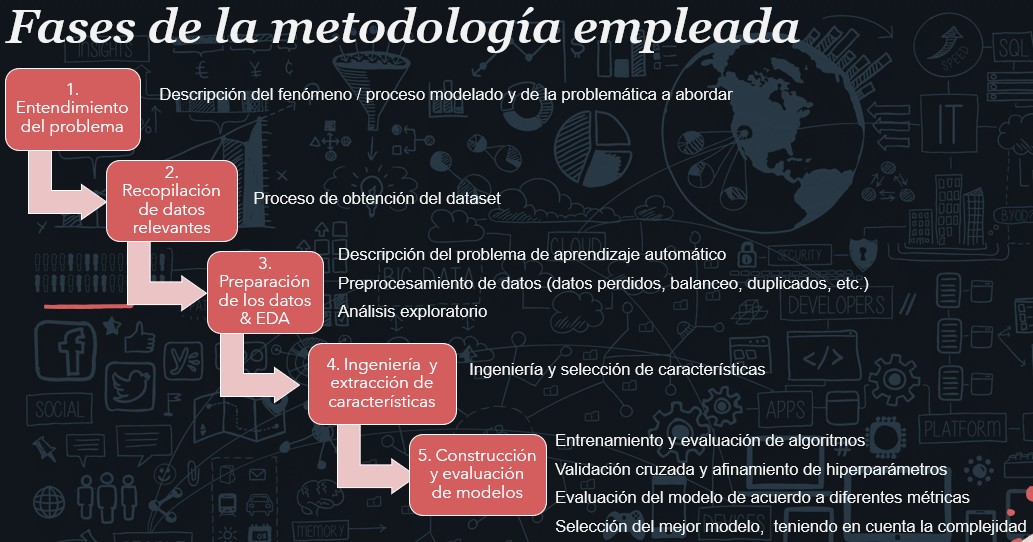 Fases de la metodología empleada
INSIGHTS
SPEED
SQL
1.
Entendimiento
del problema
Descripción del fenómeno / proceso modelado y de la problemática a abordar
IT
2.
Recopilación
de datos
relevantes
Proceso de obtención del dataset
CLOUD
SECURITY
BIG DATA
3.
Preparación
de los datos
& EDA
Descripción del problema de aprendizaje automático
Preprocesamiento de datos (datos perdidos, balanceo, duplicados, etc.)
Análisis exploratorio
DEVELOPERS
4. Ingeniería y
extracción de
características
Ingeniería y selección de características
SOCIAL
APPS
PLATFORM
5. Construcción
y evaluación
de modelos
Entrenamiento y evaluación de algoritmos
Validación cruzada y afinamiento de hiperparámetros
Evaluación del modelo de acuerdo a diferentes métricas
Selección del mejor modelo, teniendo en cuenta la complejidad
MEMORY